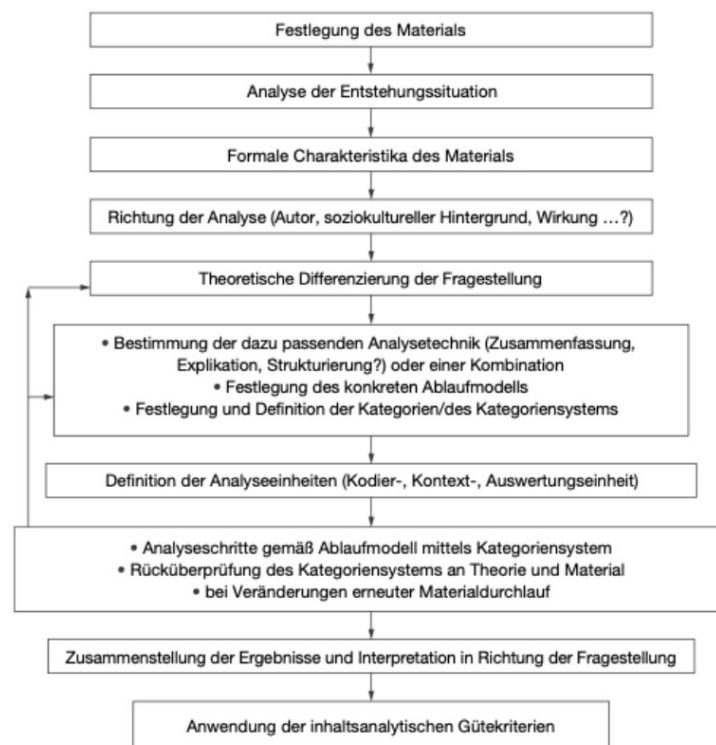 Festlegung des Materials
Analyse der Entstehungssituation
Formale Charakteristika des Materials
Richtung der Analyse (Autor, soziokultureller Hintergrund, Wirkung ...?)
Theoretische Differenzierung der Fragestellung
• Bestimmung der dazu passenden Analysetechnik (Zusammenfassung,
Explikation, Strukturierung?) oder einer Kombination
• Festlegung des konkreten Ablaufmodells
• Festlegung und Definition der Kategorien/des Kategoriensystems
Definition der Analyseeinheiten (Kodier-, Kontext-, Auswertungseinheit)
• Analyseschritte gemäß Ablaufmodell mittels Kategoriensystem
• Rücküberprüfung des Kategoriensystems an Theorie und Material
• bei Veränderungen erneuter Materialdurchlauf
Zusammenstellung der Ergebnisse und Interpretation in Richtung der Fragestellung
Anwendung der inhaltsanalytischen Gütekriterien